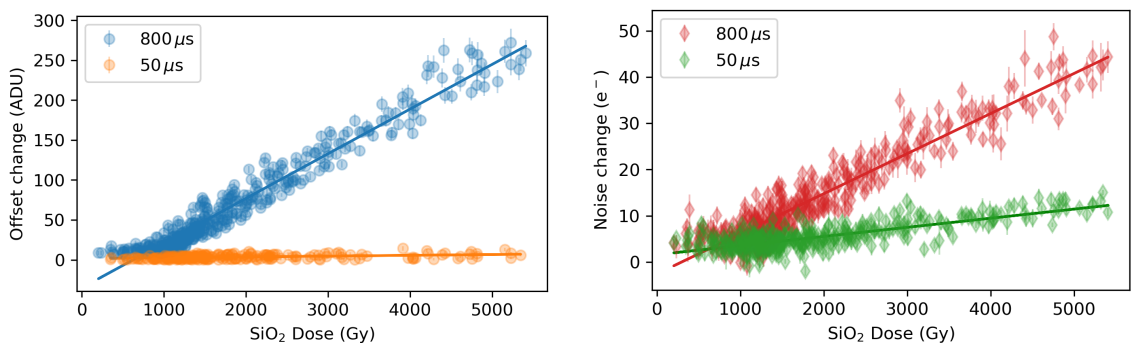 300
250
200
150
100
50
0
Offset change (ADU)
800 μs
50 μs
0 1000 2000 3000 4000 5000
SiO₂ Dose (Gy)
50
40
30
20
10
0
Noise change (e⁻)
800 μs
50 μs
0 1000 2000 3000 4000 5000
SiO₂ Dose (Gy)